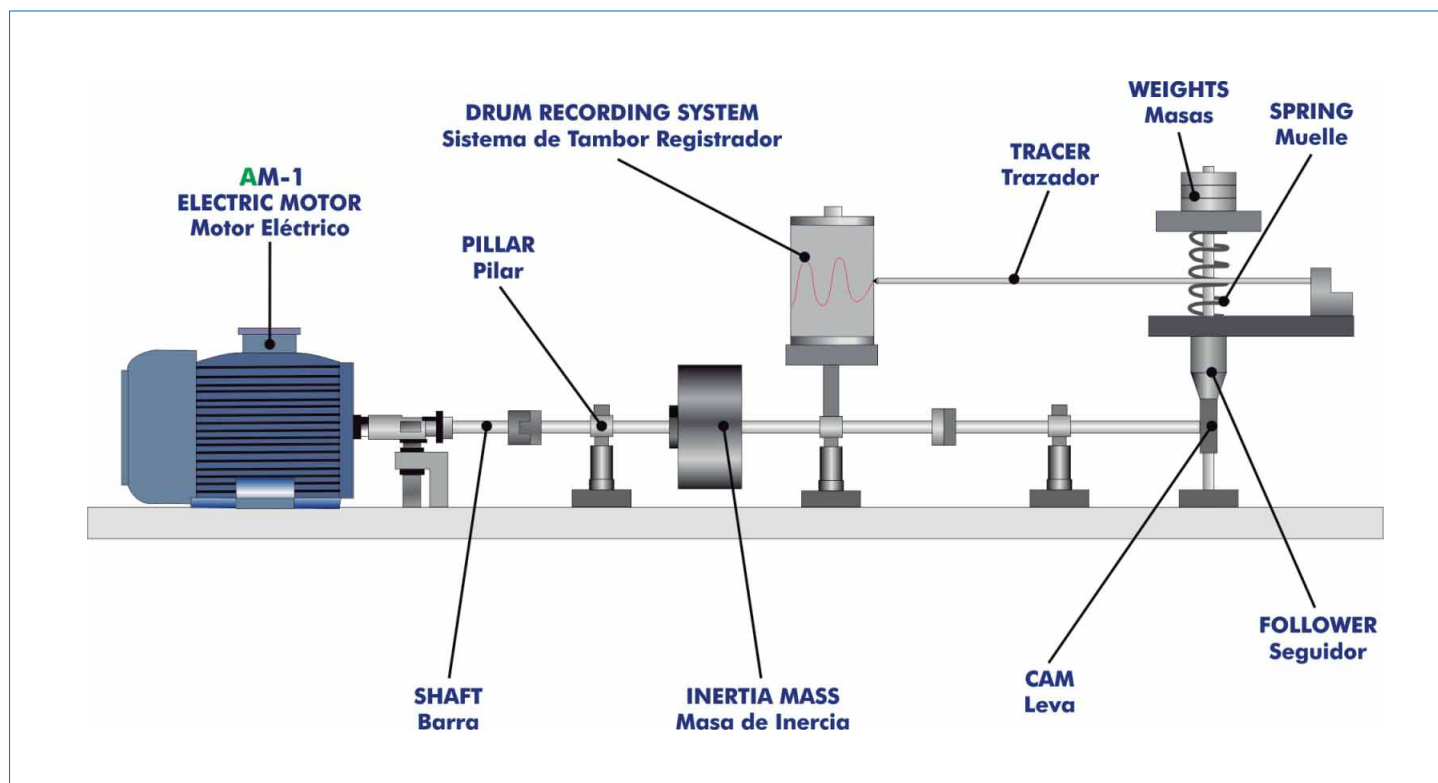 WEIGHTS
Masas
DRUM RECORDING SYSTEM
Sistema de Tambor Registrador
SPRING
Muelle
TRACER
Trazador
AM-1
ELECTRIC MOTOR
Motor Eléctrico
PILLAR
Pilar
FOLLOWER
Seguidor
SHAFT
Barra
INERTIA MASS
Masa de Inercia
CAM
Leva